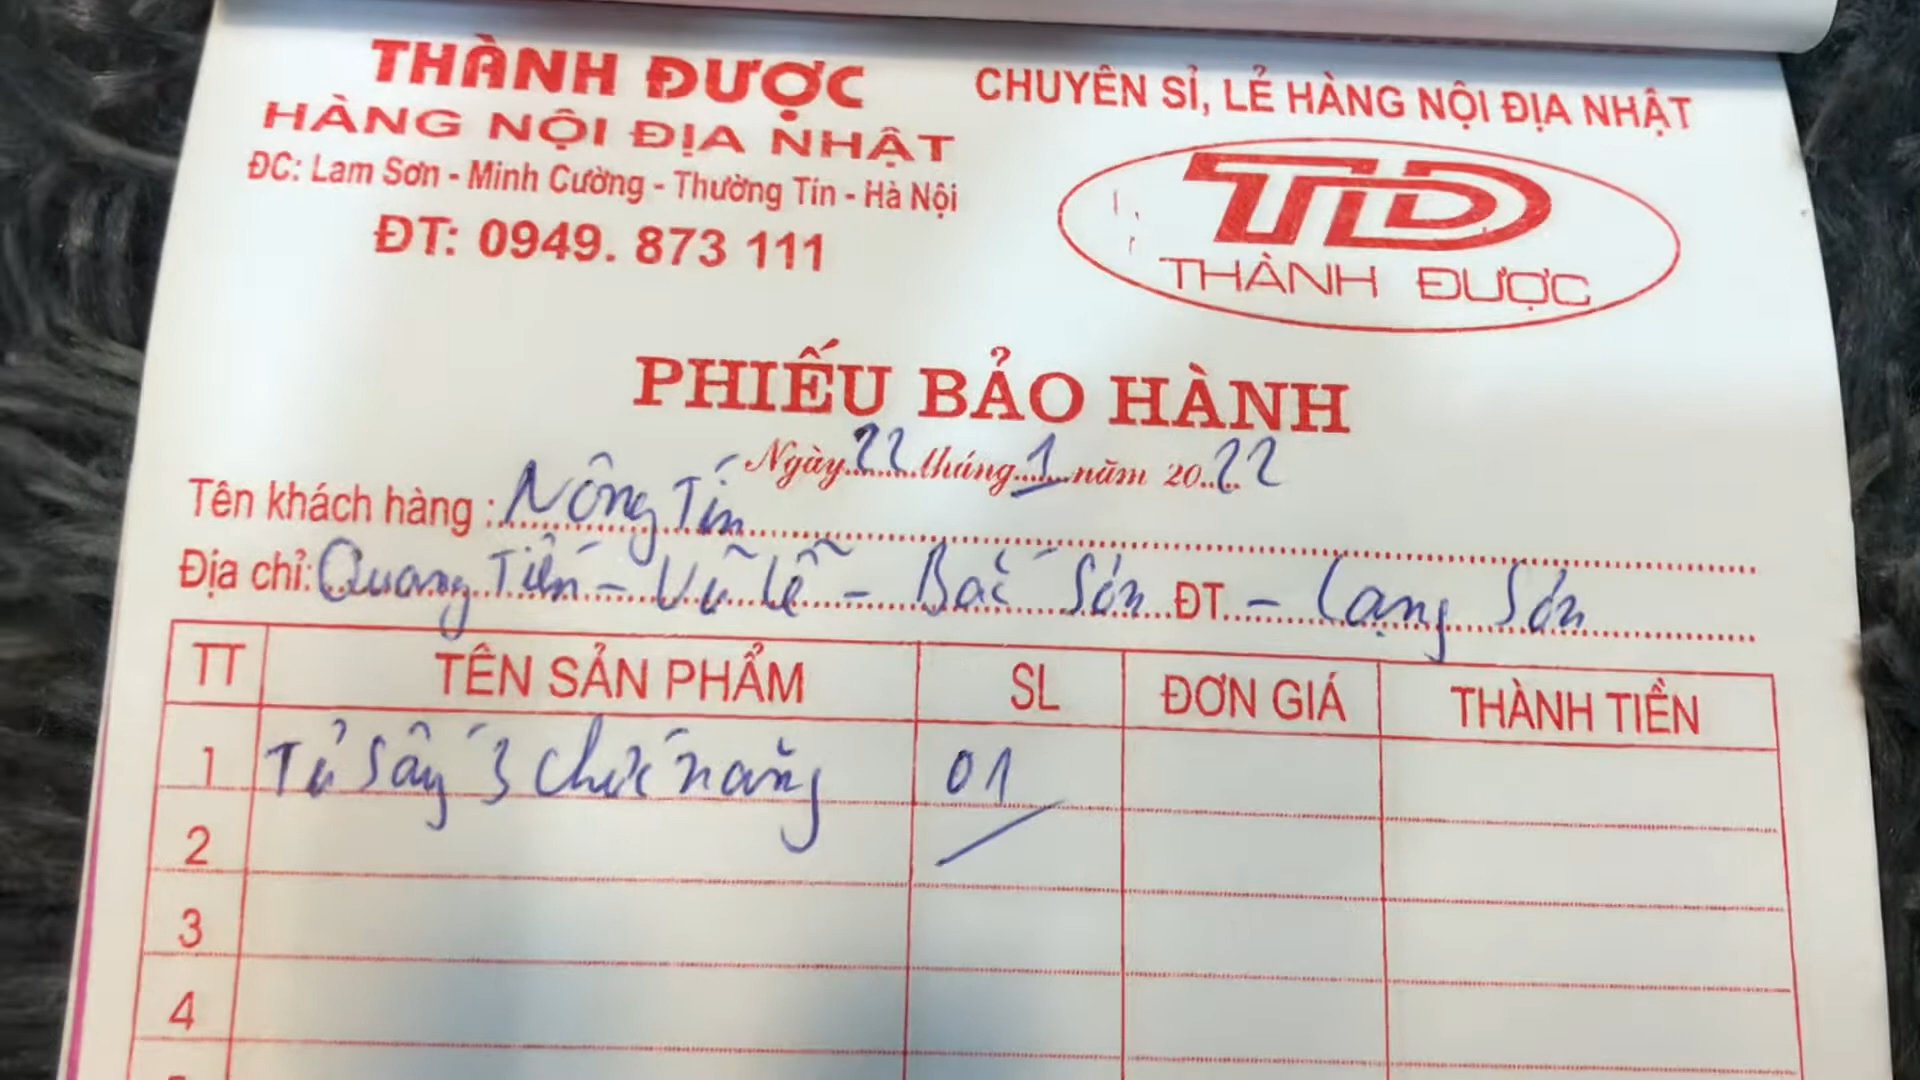 THÀNH ĐƯỢC
HÀNG NỘI ĐỊA NHẬT
ĐC: Lam Sơn - Minh Cường - Thường Tín - Hà Nội
ĐT: 0949. 873 111
CHUYÊN SỈ, LẺ HÀNG NỘI ĐỊA NHẬT
TD
THÀNH ĐƯỢC
PHIẾU BẢO HÀNH
Ngày 22 tháng 1 năm 2022
Tên khách hàng : Nông Tín
Địa chỉ: Quang Tiến - Vũ Lễ - Bắc Sơn ĐT - Lạng Sơn
TT TÊN SẢN PHẨM SL ĐƠN GIÁ THÀNH TIỀN
1 Tủ Sấy 3 chức năng 01
2
3
4